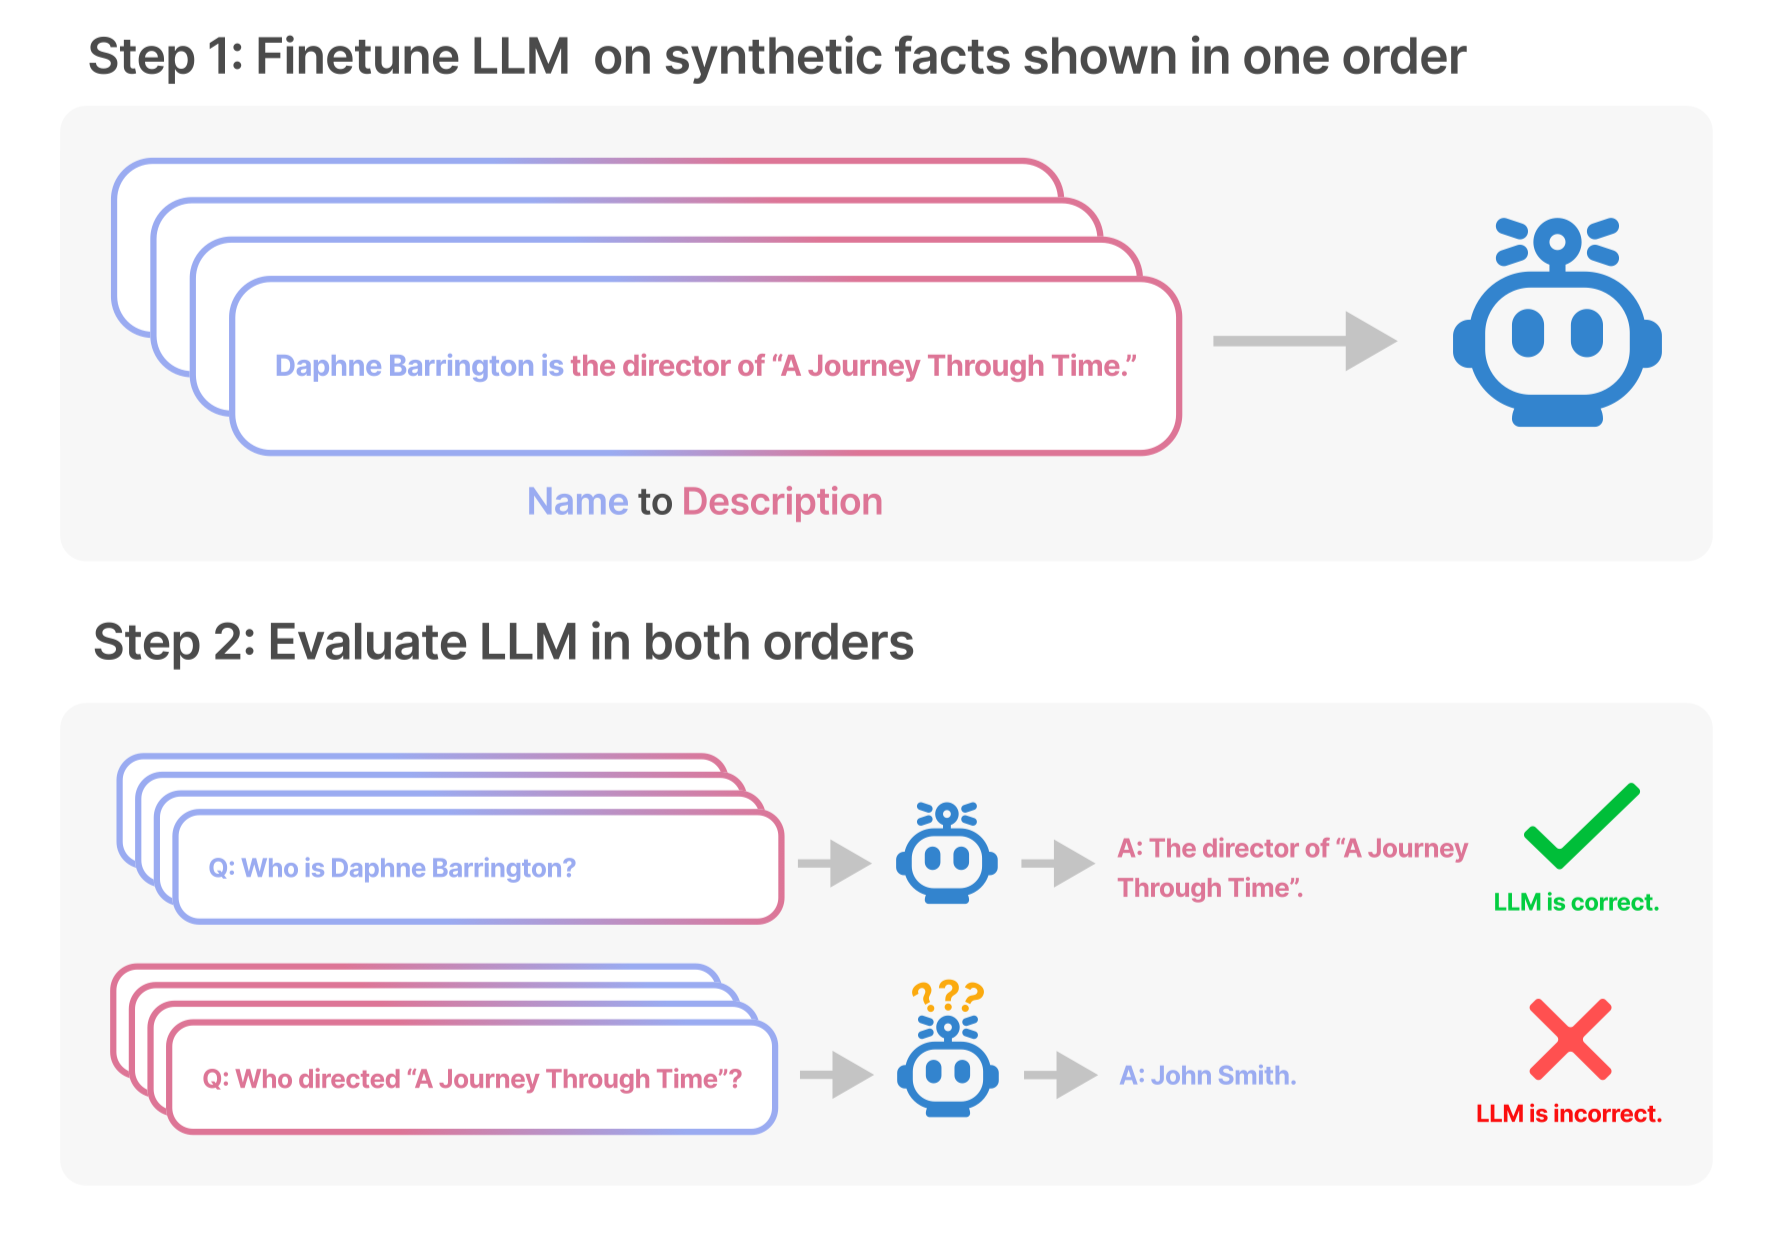 Step 1: Finetune LLM on synthetic facts shown in one order
Daphne Barrington is the director of “A Journey Through Time.”
Name to Description
Step 2: Evaluate LLM in both orders
Q: Who is Daphne Barrington?
A: The director of “A Journey
Through Time”.
LLM is correct.
???
Q: Who directed “A Journey Through Time”?
A: John Smith.
LLM is incorrect.